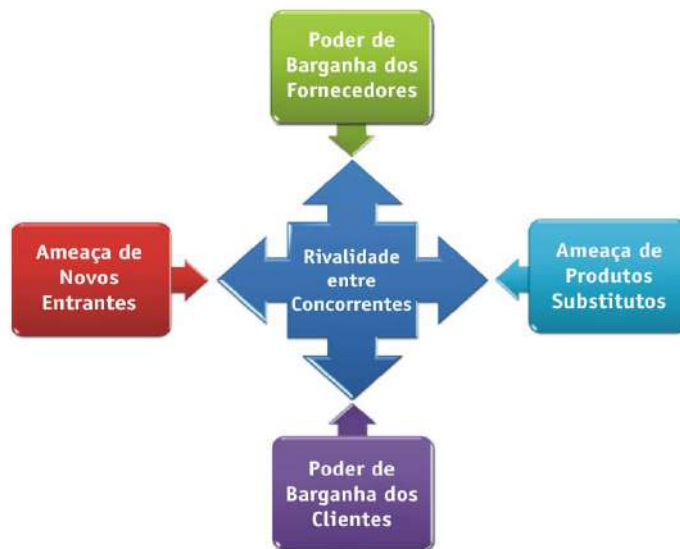 Poder de
Barganha dos
Fornecedores
Ameaça de
Novos
Entrantes
Rivalidade
entre
Concorrentes
Ameaça de
Produtos
Substitutos
Poder de
Barganha dos
Clientes